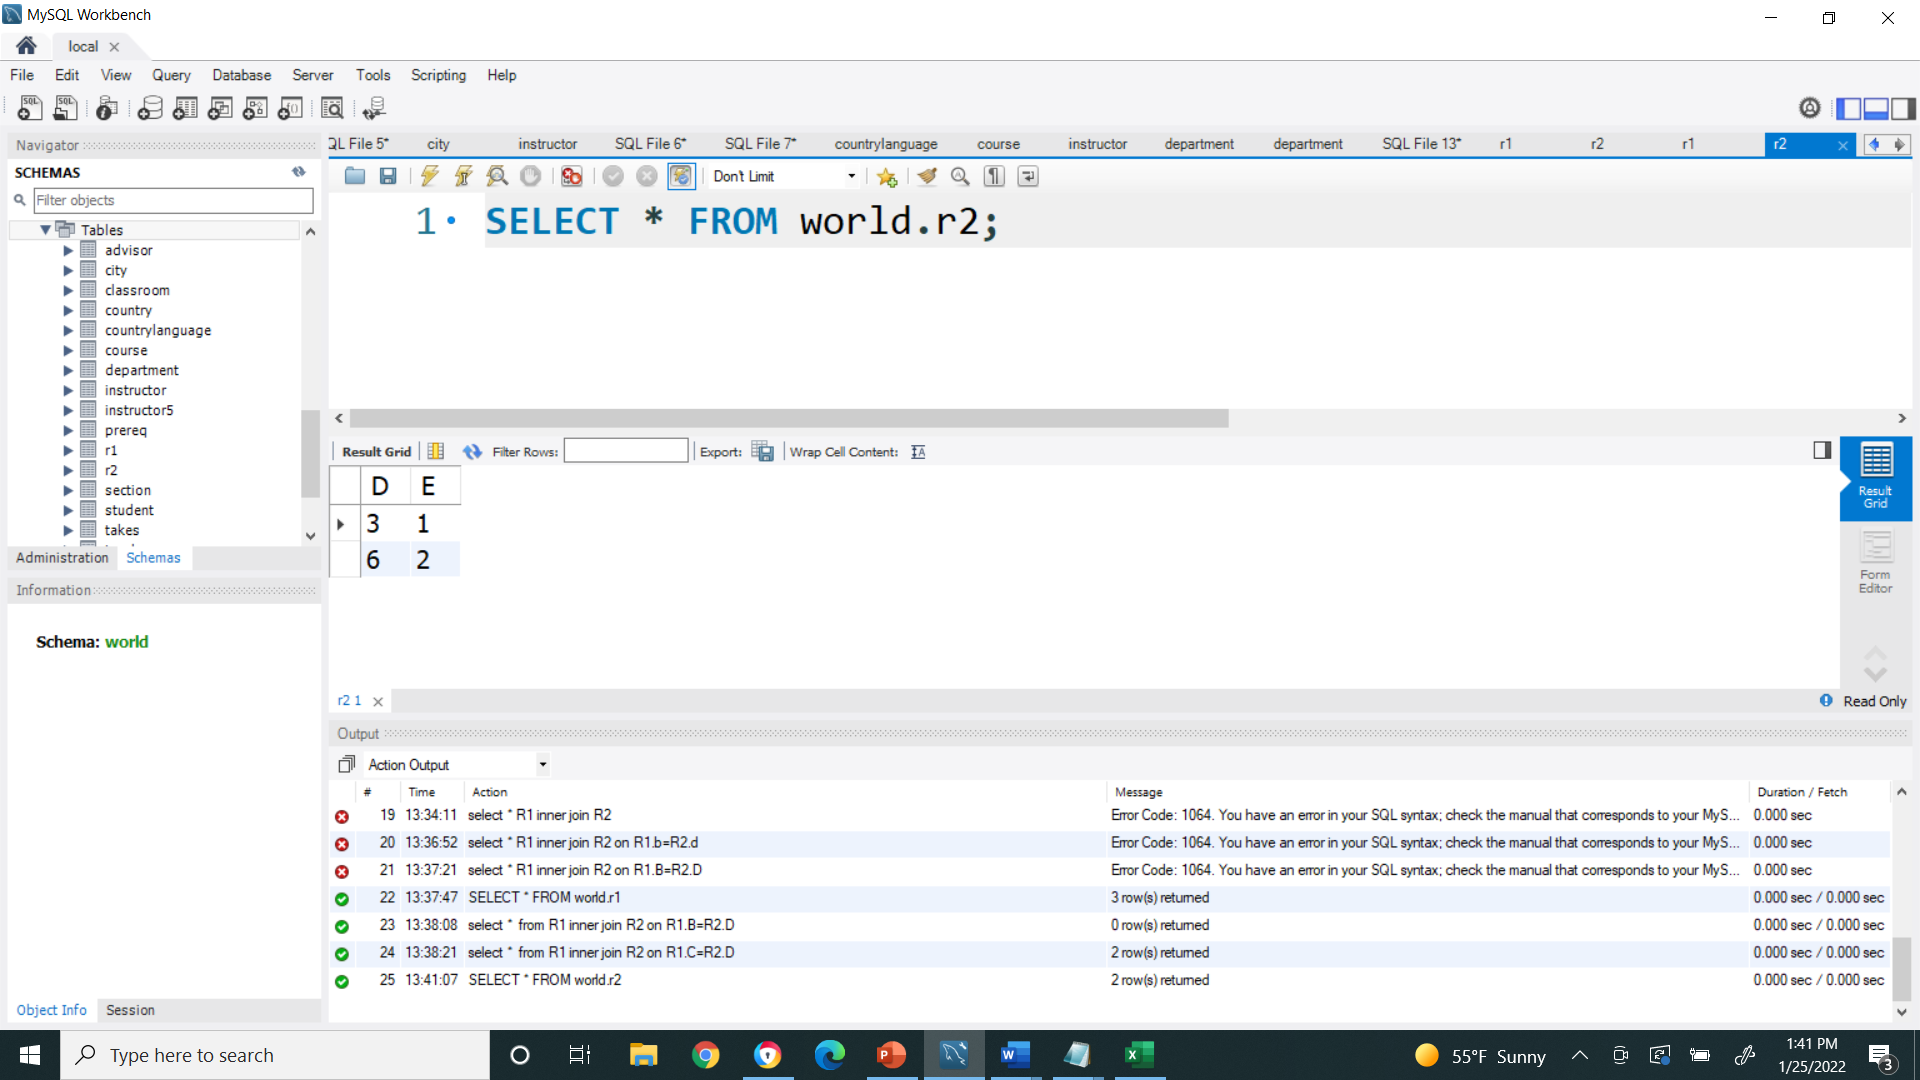 MySQL Workbench
local
File Edit View Query Database Server Tools Scripting Help
Navigator
SCHEMAS
Filter objects
Tables
advisor
city
classroom
country
countrylanguage
course
department
instructor
instructor5
prereq
r1
r2
section
student
takes
Administration Schemas
Information
Schema: world
Object Info Session
QL File 5* city instructor SQL File 6* SQL File 7* countrylanguage course instructor department department SQL File 13* r1 r2 r1 r2
Don't Limit
1 SELECT * FROM world.r2;
Result Grid Filter Rows: Export: Wrap Cell Content:
D E
3 1
6 2
Result
Grid
Form
Editor
r2 1
Read Only
Output
Action Output
# Time Action Message Duration / Fetch
19 13:34:11 select * R1 inner join R2 Error Code: 1064. You have an error in your SQL syntax; check the manual that corresponds to your MyS... 0.000 sec
20 13:36:52 select * R1 inner join R2 on R1.b=R2.d Error Code: 1064. You have an error in your SQL syntax; check the manual that corresponds to your MyS... 0.000 sec
21 13:37:21 select * R1 inner join R2 on R1.B=R2.D Error Code: 1064. You have an error in your SQL syntax; check the manual that corresponds to your MyS... 0.000 sec
22 13:37:47 SELECT * FROM world.r1 3 row(s) returned 0.000 sec / 0.000 sec
23 13:38:08 select * from R1 inner join R2 on R1.B=R2.D 0 row(s) returned 0.000 sec / 0.000 sec
24 13:38:21 select * from R1 inner join R2 on R1.C=R2.D 2 row(s) returned 0.000 sec / 0.000 sec
25 13:41:07 SELECT * FROM world.r2 2 row(s) returned 0.000 sec / 0.000 sec
Type here to search
55°F Sunny
1:41 PM
1/25/2022
3